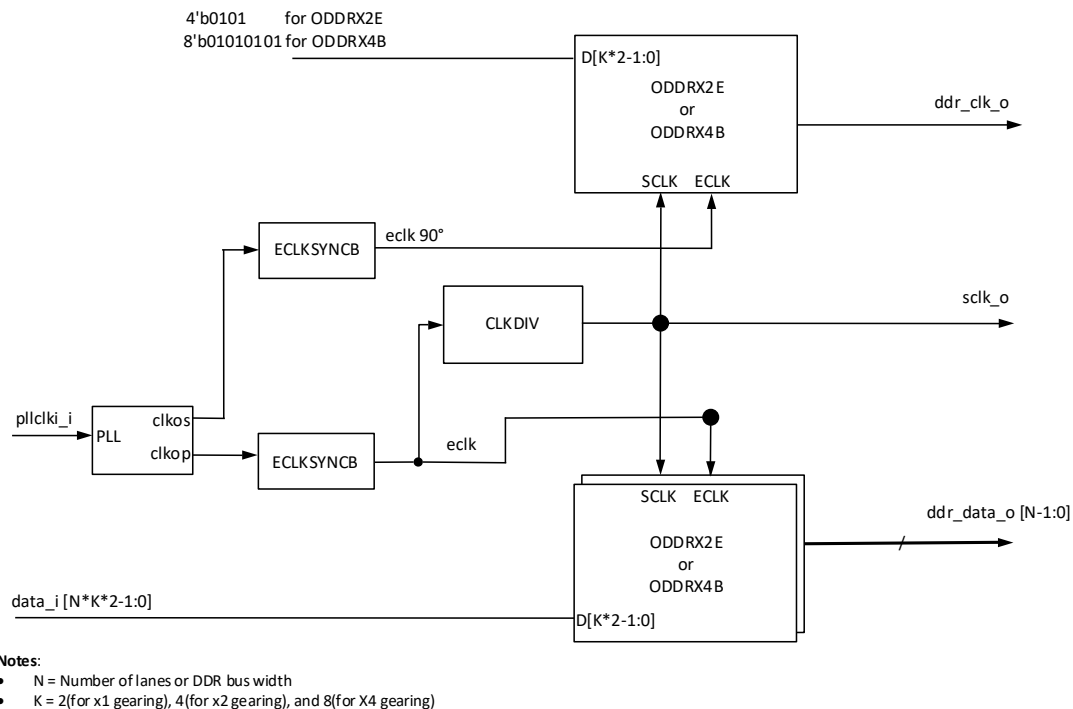 4'b0101 for ODDRX2E
8'b01010101 for ODDRX4B
D[K*2-1:0]
ODDRX2E
or
ODDRX4B
ddr_clk_o
SCLK ECLK
ECLKSYNCB
eclk 90°
CLKDIV
sclk_o
pllclki_i
PLL
clkos
clkop
ECLKSYNCB
eclk
SCLK ECLK
ddr_data_o [N-1:0]
ODDRX2E
or
ODDRX4B
data_i [N*K*2-1:0]
D[K*2-1:0]
Notes:
• N = Number of lanes or DDR bus width
• K = 2(for x1 gearing), 4(for x2 gearing), and 8(for X4 gearing)